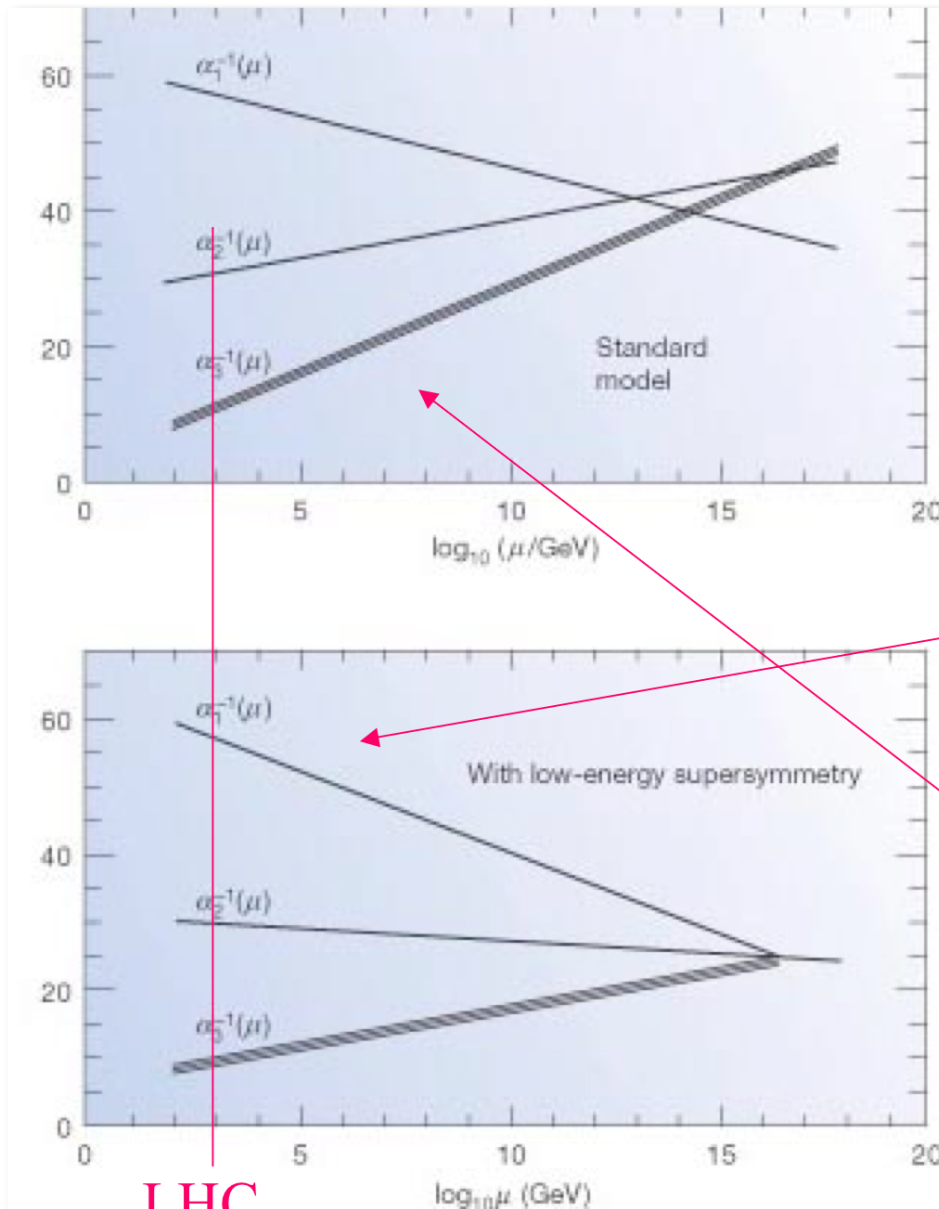 60
α₁⁻¹(μ)
40
α₂⁻¹(μ)
20
α₃⁻¹(μ)
Standard
model
0
0 5 10 15 20
log₁₀ (μ/GeV)
60
α₁⁻¹(μ)
With low-energy supersymmetry
40
α₂⁻¹(μ)
20
α₃⁻¹(μ)
0
0 5 10 15 20
LHC
log₁₀μ (GeV)